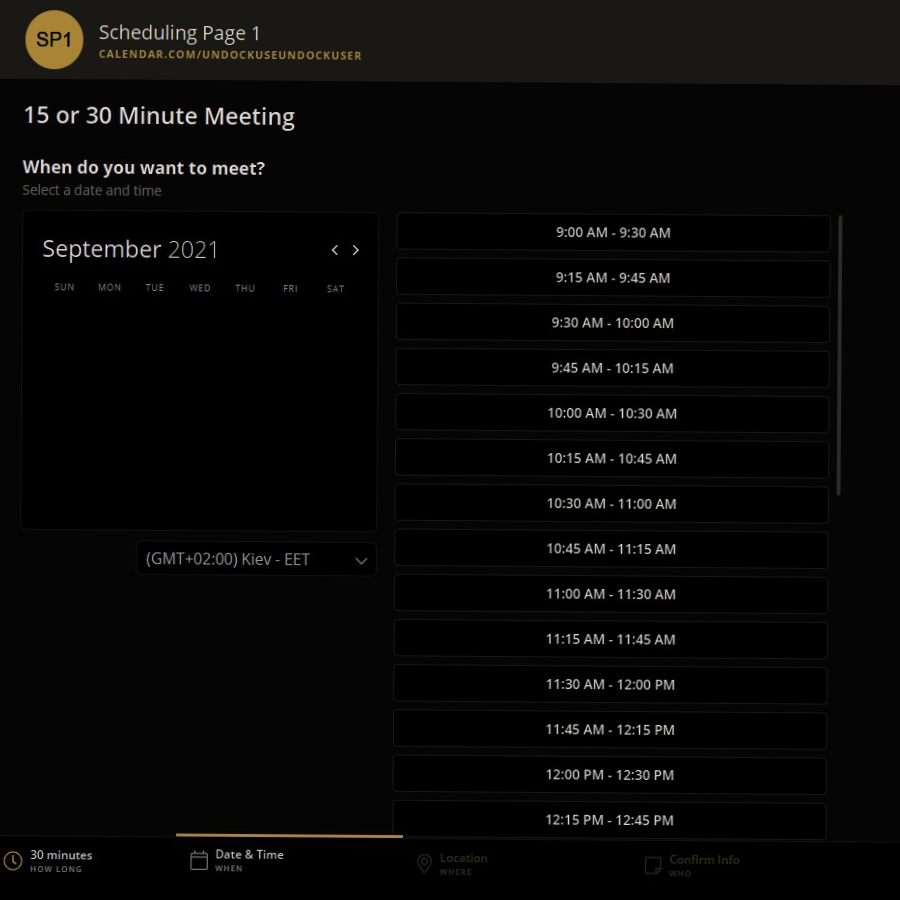 SP1
Scheduling Page 1
CALENDAR.COM/UNDOCKUSEUNDOCKUSER
15 or 30 Minute Meeting
When do you want to meet?
Select a date and time
September 2021
SUN MON TUE WED THU FRI SAT
(GMT+02:00) Kiev - EET
9:00 AM - 9:30 AM
9:15 AM - 9:45 AM
9:30 AM - 10:00 AM
9:45 AM - 10:15 AM
10:00 AM - 10:30 AM
10:15 AM - 10:45 AM
10:30 AM - 11:00 AM
10:45 AM - 11:15 AM
11:00 AM - 11:30 AM
11:15 AM - 11:45 AM
11:30 AM - 12:00 PM
11:45 AM - 12:15 PM
12:00 PM - 12:30 PM
12:15 PM - 12:45 PM
30 minutes
HOW LONG
Date & Time
WHEN
Location
WHERE
Confirm Info
WHO